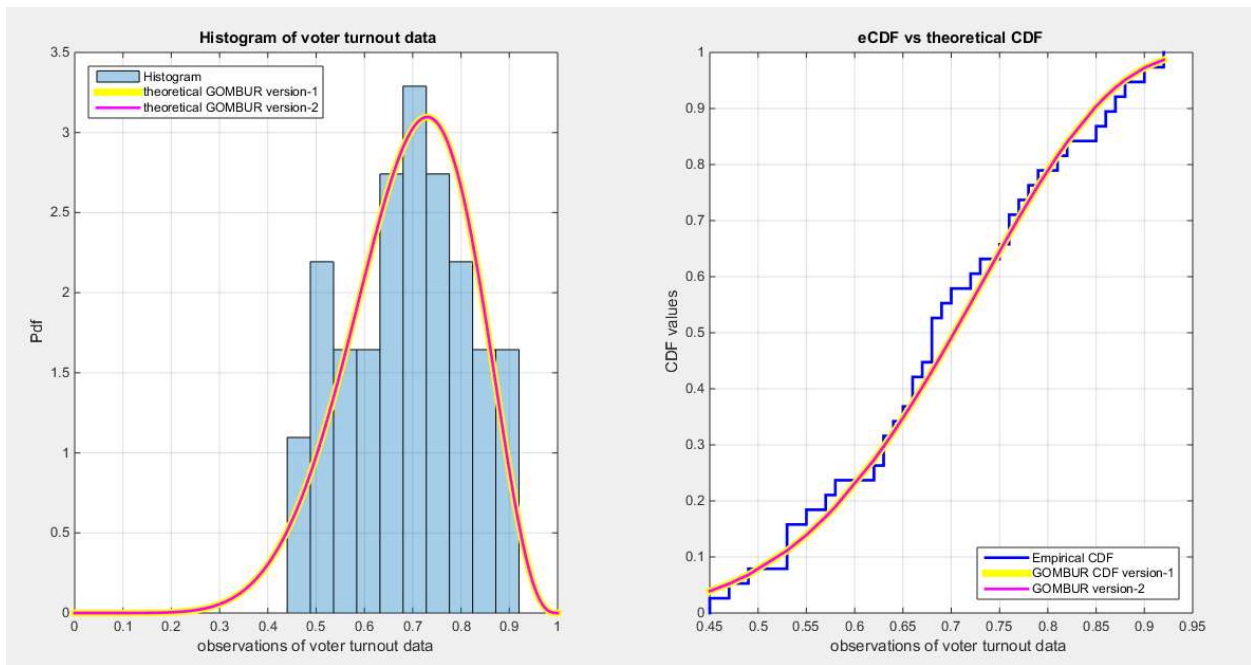 Histogram of voter turnout data
3.5
3
2.5
2
1.5
1
0.5
0
Pdf
Histogram
theoretical GOMBUR version-1
theoretical GOMBUR version-2
0 0.1 0.2 0.3 0.4 0.5 0.6 0.7 0.8 0.9 1
observations of voter turnout data
eCDF vs theoretical CDF
1
0.9
0.8
0.7
0.6
0.5
0.4
0.3
0.2
0.1
0
CDF values
Empirical CDF
GOMBUR CDF version-1
GOMBUR version-2
0.45 0.5 0.55 0.6 0.65 0.7 0.75 0.8 0.85 0.9 0.95
observations of voter turnout data